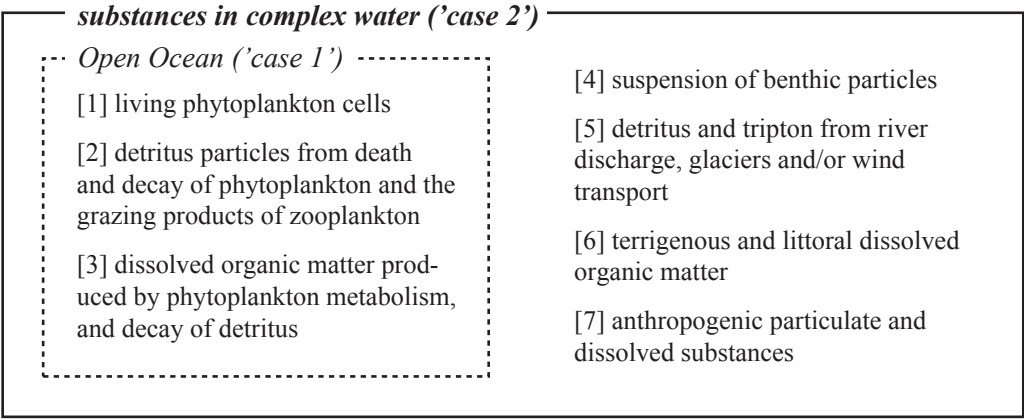 substances in complex water ('case 2')
Open Ocean ('case 1')
[1] living phytoplankton cells
[2] detritus particles from death
and decay of phytoplankton and the
grazing products of zooplankton
[3] dissolved organic matter prod-
uced by phytoplankton metabolism,
and decay of detritus
[4] suspension of benthic particles
[5] detritus and tripton from river
discharge, glaciers and/or wind
transport
[6] terrigenous and littoral dissolved
organic matter
[7] anthropogenic particulate and
dissolved substances